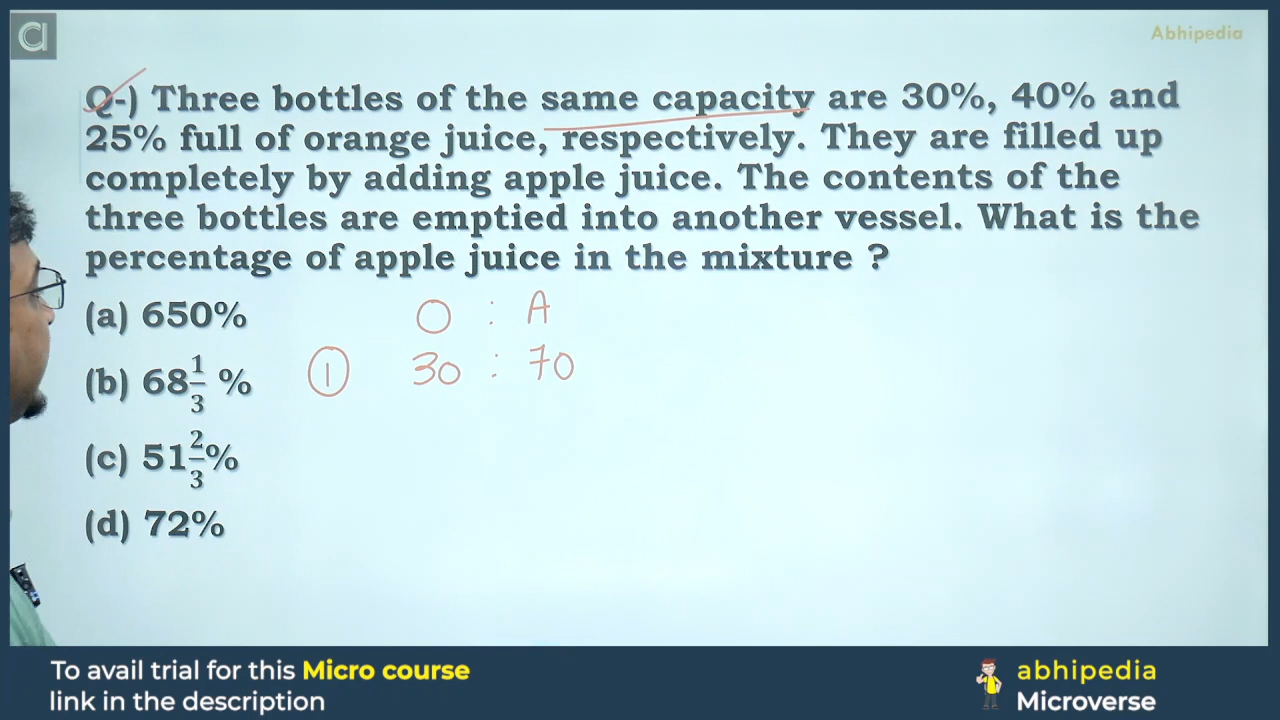 Abhipedia
Q-) Three bottles of the same capacity are 30%, 40% and
25% full of orange juice, respectively. They are filled up
completely by adding apple juice. The contents of the
three bottles are emptied into another vessel. What is the
percentage of apple juice in the mixture ?
(a) 650%
(b) 68 1/3 %
(c) 51 2/3%
(d) 72%
O : A
① 30 : 70
To avail trial for this Micro course
link in the description
abhipedia
Microverse